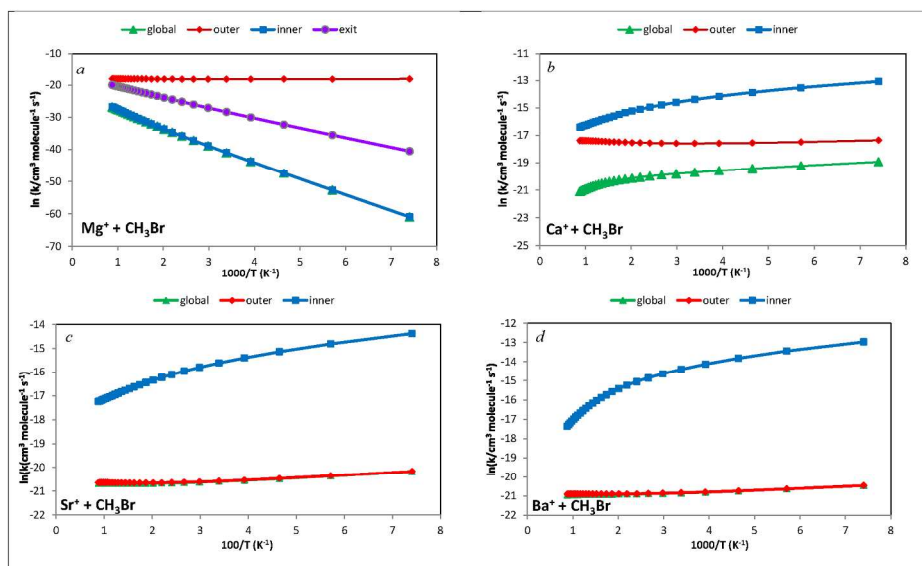 global outer inner exit
a
ln (k/cm³ molecule⁻¹ s⁻¹)
-10
-20
-30
-40
-50
-60
-70
0 1 2 3 4 5 6 7 8
Mg⁺ + CH₃Br
1000/T (K⁻¹)
global outer inner
b
ln (k/cm³ molecule⁻¹ s⁻¹)
-11
-13
-15
-17
-19
-21
-23
-25
0 1 2 3 4 5 6 7 8
Ca⁺ + CH₃Br
1000/T (K⁻¹)
global outer inner
c
ln(k(cm³ molecule⁻¹ s⁻¹)
-14
-15
-16
-17
-18
-19
-20
-21
-22
0 1 2 3 4 5 6 7 8
Sr⁺ + CH₃Br
100/T (K⁻¹)
global outer inner
d
ln(k/cm³ molecule⁻¹ s⁻¹)
-12
-13
-14
-15
-16
-17
-18
-19
-20
-21
-22
0 1 2 3 4 5 6 7 8
Ba⁺ + CH₃Br
1000/T (K⁻¹)